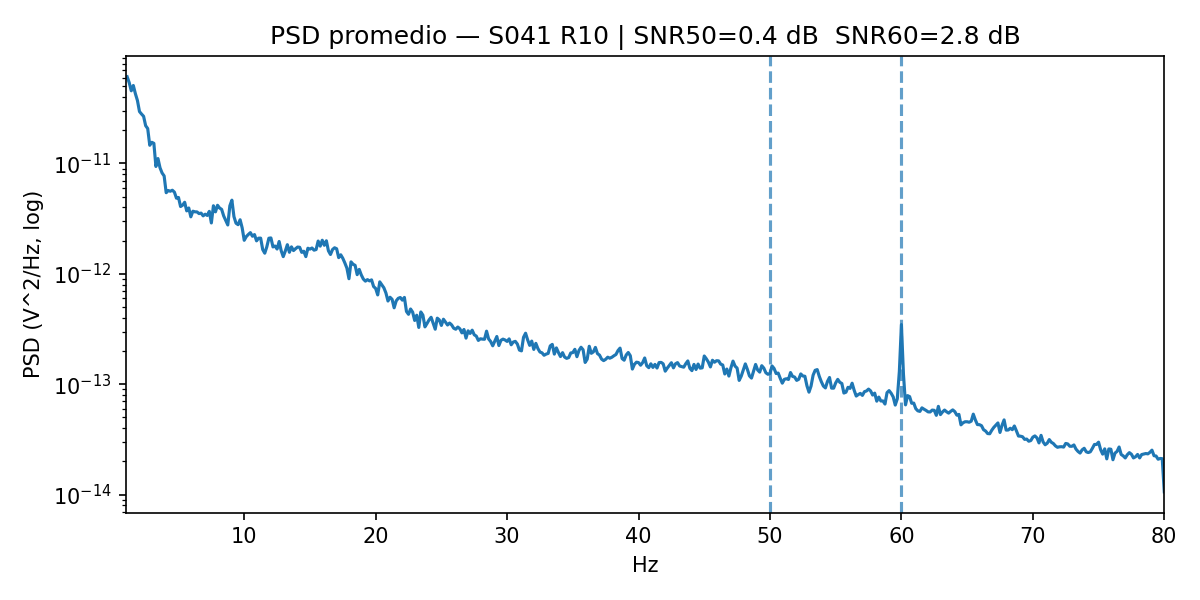 PSD promedio — S041 R10 | SNR50=0.4 dB  SNR60=2.8 dB
PSD (V^2/Hz, log)
10⁻¹¹
10⁻¹²
10⁻¹³
10⁻¹⁴
10 20 30 40 50 60 70 80
Hz